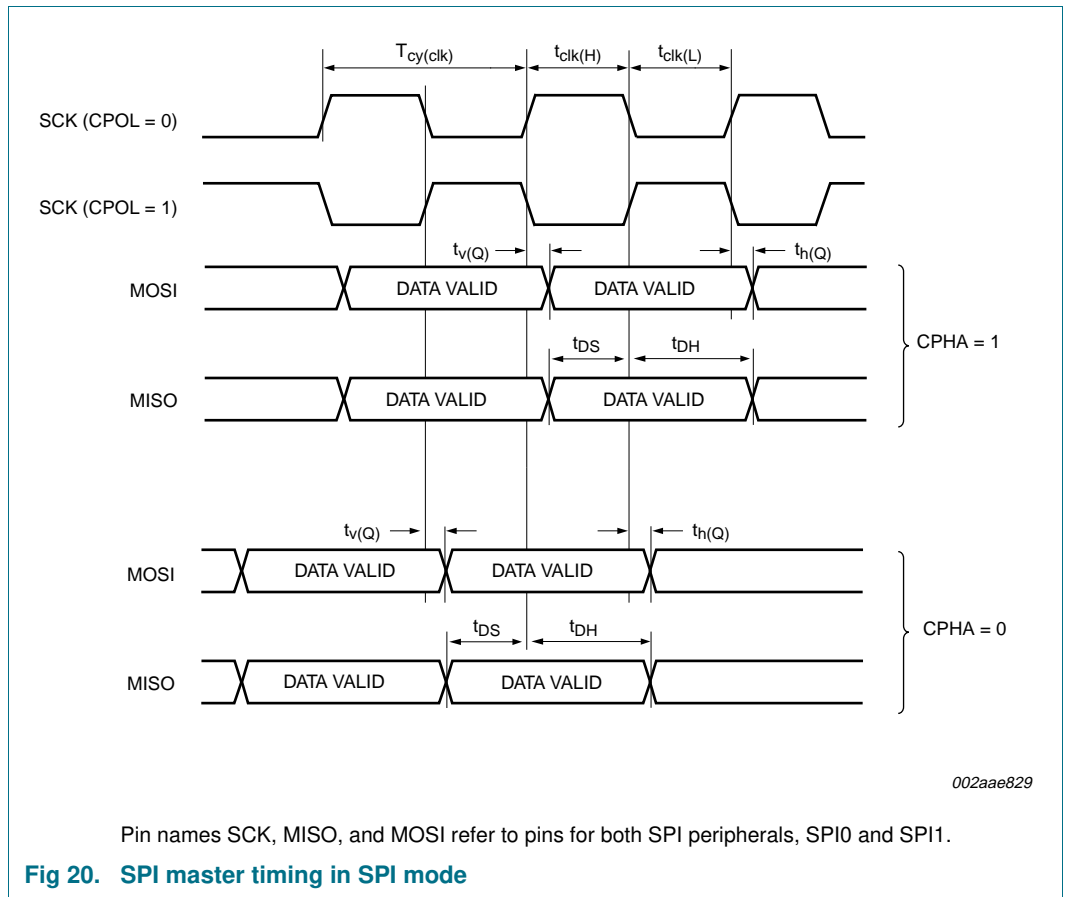 Tcy(clk) tclk(H) tclk(L)
SCK (CPOL = 0)
SCK (CPOL = 1)
tv(Q) th(Q)
MOSI DATA VALID DATA VALID
CPHA = 1
tDS tDH
MISO DATA VALID DATA VALID
tv(Q) th(Q)
MOSI DATA VALID DATA VALID
CPHA = 0
tDS tDH
MISO DATA VALID DATA VALID
002aae829
Pin names SCK, MISO, and MOSI refer to pins for both SPI peripherals, SPI0 and SPI1.
Fig 20. SPI master timing in SPI mode